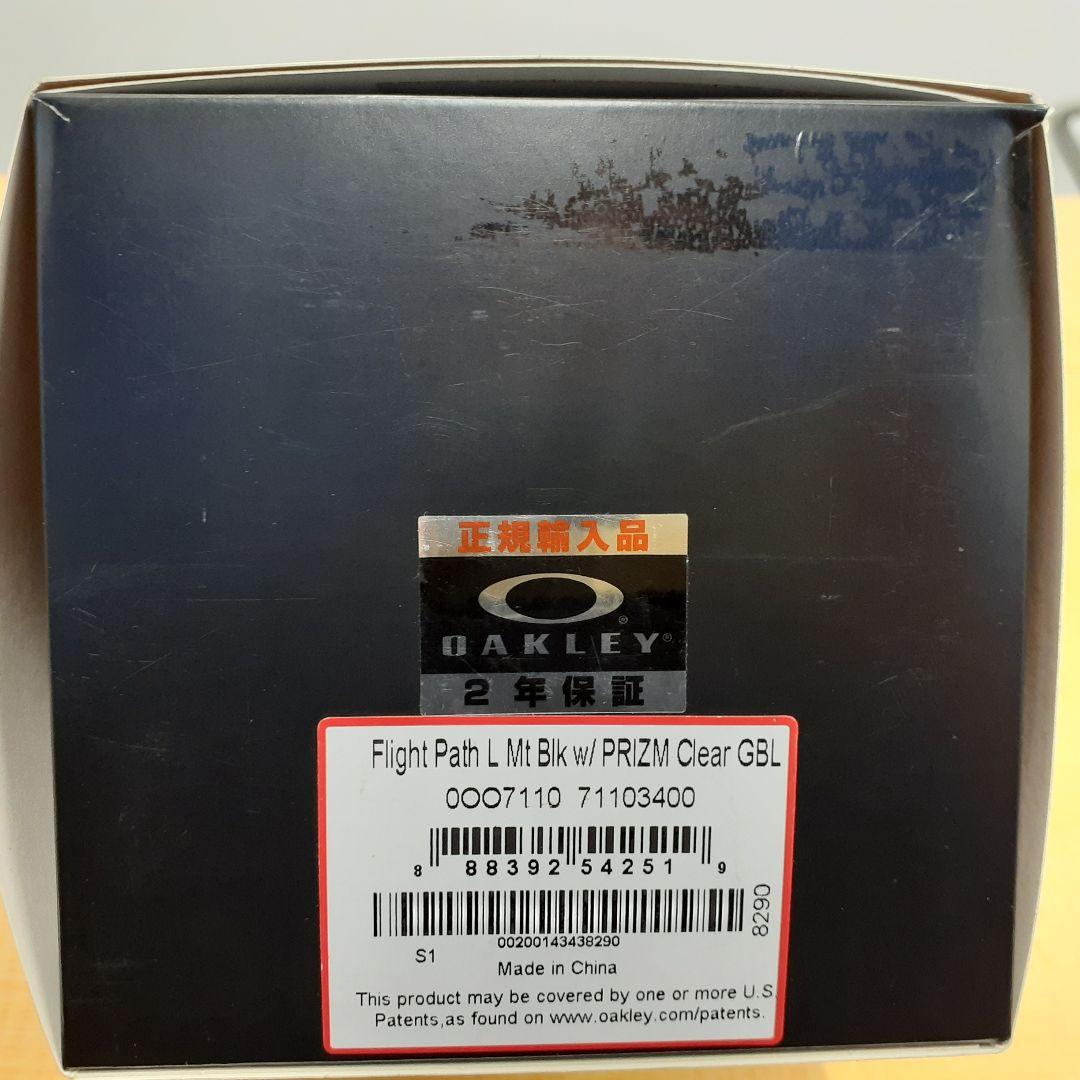 正規輸入品
OAKLEY®
2年保証
Flight Path L Mt Blk w/ PRIZM Clear GBL
0OO7110 71103400
8 88392 54251 9
8290
00200143438290
S1
Made in China
This product may be covered by one or more U.S.
Patents,as found on www.oakley.com/patents.